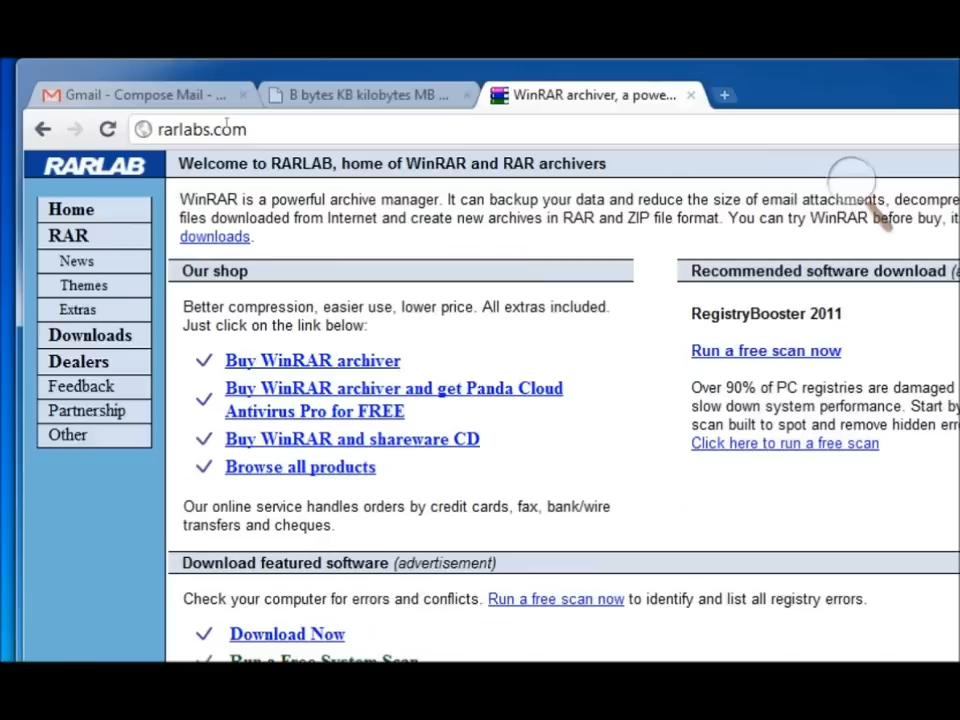 Gmail - Compose Mail - ...
B bytes KB kilobytes MB ...
WinRAR archiver, a powe...
rarlabs.com
RARLAB
Welcome to RARLAB, home of WinRAR and RAR archivers
Home
RAR
News
Themes
Extras
Downloads
Dealers
Feedback
Partnership
Other
WinRAR is a powerful archive manager. It can backup your data and reduce the size of email attachments, decompre
files downloaded from Internet and create new archives in RAR and ZIP file format. You can try WinRAR before buy, it
downloads.
Our shop
Better compression, easier use, lower price. All extras included.
Just click on the link below:
Buy WinRAR archiver
Buy WinRAR archiver and get Panda Cloud
Antivirus Pro for FREE
Buy WinRAR and shareware CD
Browse all products
Our online service handles orders by credit cards, fax, bank/wire
transfers and cheques.
Recommended software download (a
RegistryBooster 2011
Run a free scan now
Over 90% of PC registries are damaged
slow down system performance. Start by
scan built to spot and remove hidden err
Click here to run a free scan
Download featured software (advertisement)
Check your computer for errors and conflicts. Run a free scan now to identify and list all registry errors.
Download Now
Run a Free System Scan